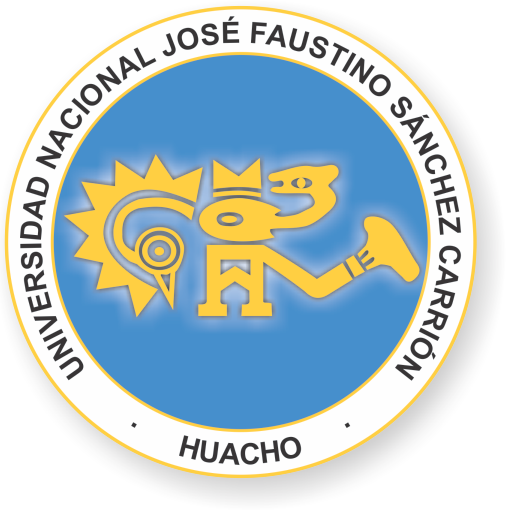 UNIVERSIDAD NACIONAL JOSÉ FAUSTINO SÁNCHEZ CARRIÓN
· HUACHO ·